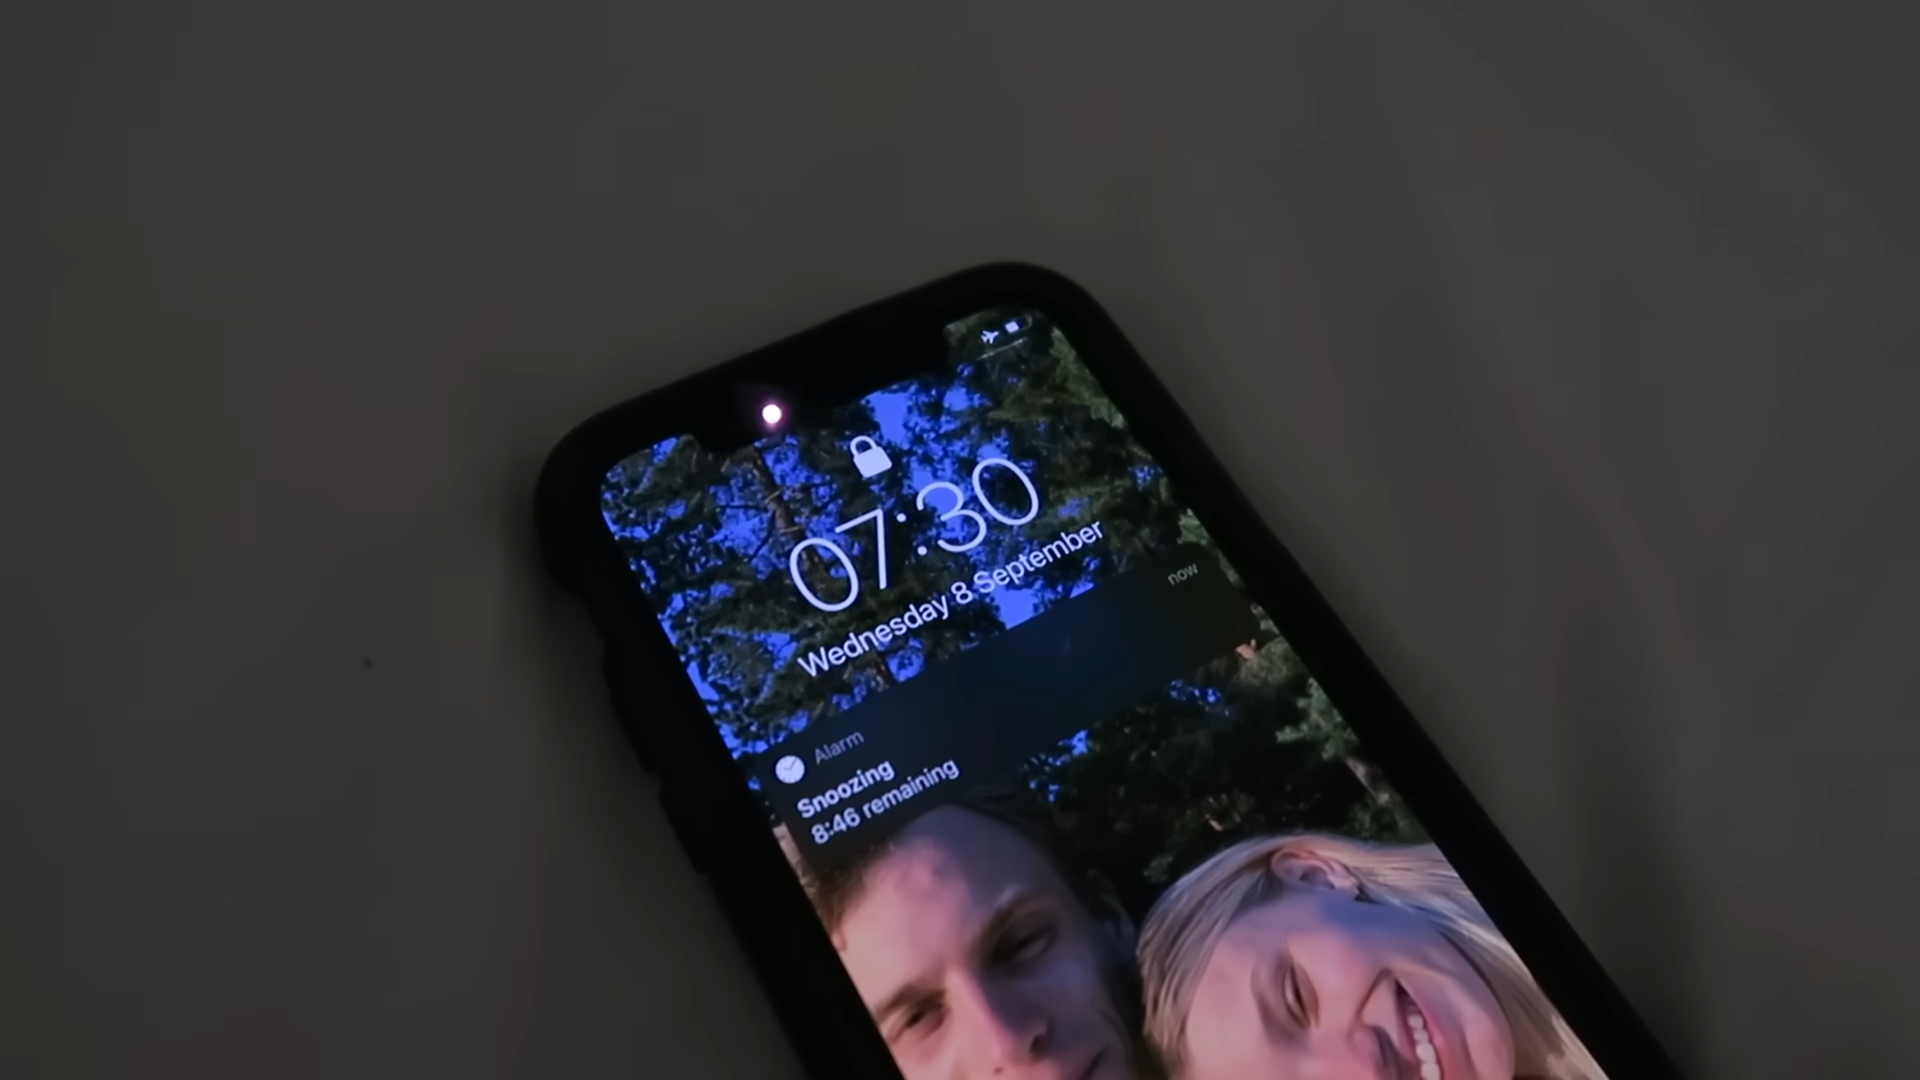 07:30
Wednesday 8 September
now
Alarm
Snoozing
8:46 remaining